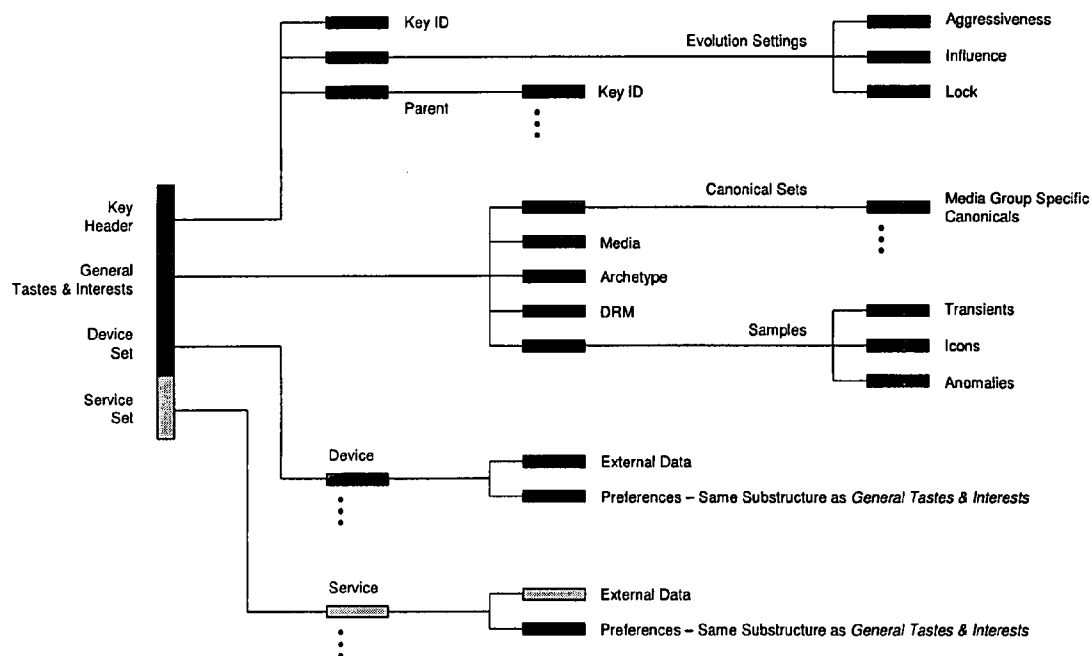 Key ID
Aggressiveness
Evolution Settings
Influence
Parent
Key ID
Lock
Canonical Sets
Media Group Specific
Canonicals
Key
Header
Media
General
Tastes & Interests
Archetype
DRM
Samples
Transients
Device
Set
Icons
Anomalies
Service
Set
Device
External Data
Preferences – Same Substructure as General Tastes & Interests
Service
External Data
Preferences – Same Substructure as General Tastes & Interests